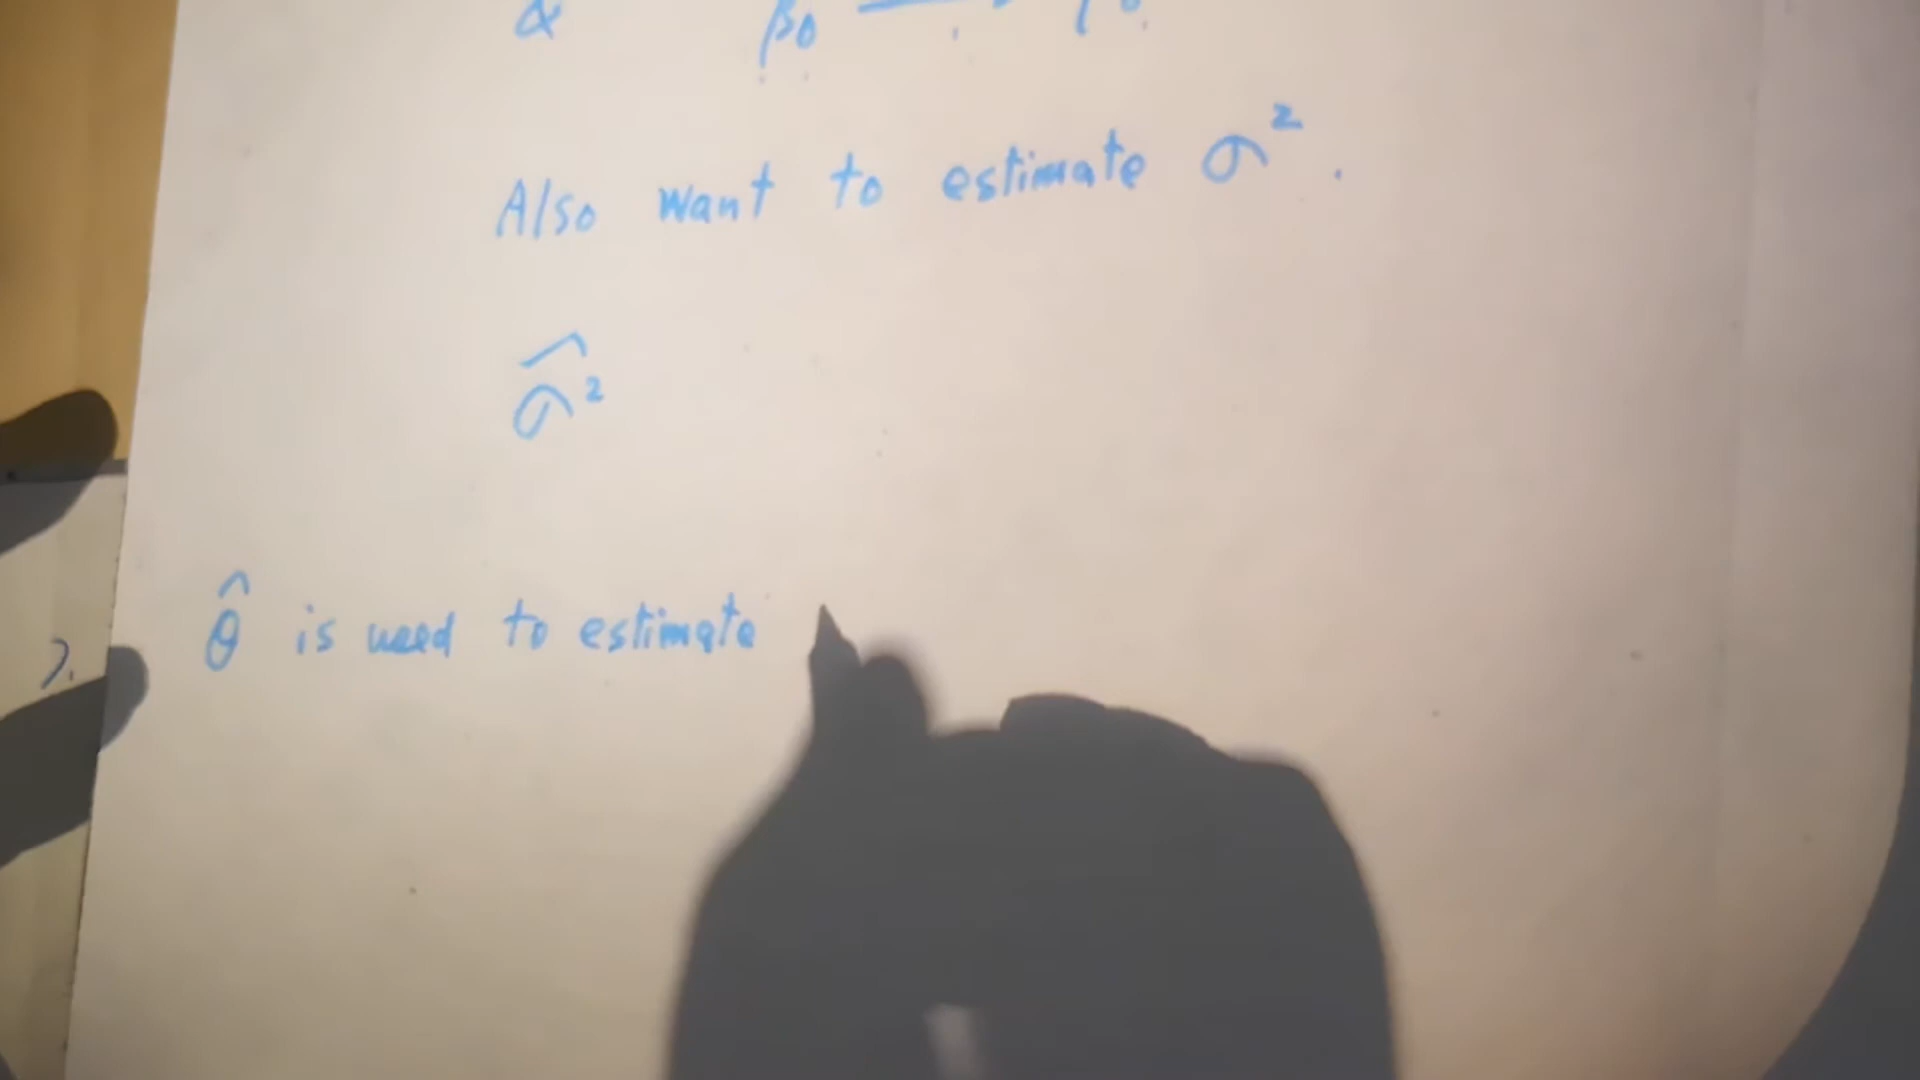 α β₀
Also want to estimate σ².
σ̂²
θ̂ is used to estimate